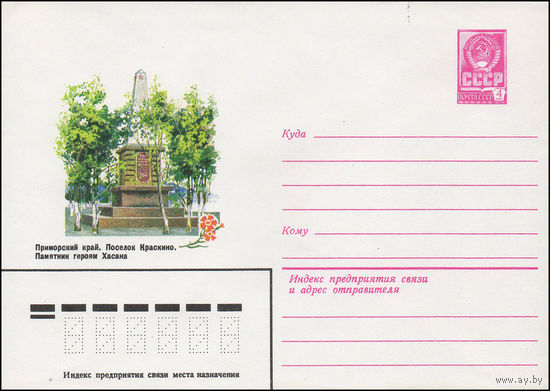 СССР
ПОЧТА СССР
4
Куда
Кому
Приморский край. Поселок Краскино.
Памятник героям Хасана
Индекс предприятия связи
и адрес отправителя
Индекс предприятия связи места назначения
www.ay.by